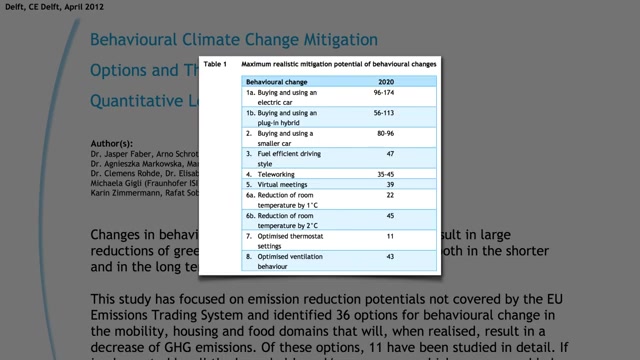 Delft, CE Delft, April 2012
Behavioural Climate Change Mitigation
Options and Th
Quantitative Le
Table 1 Maximum realistic mitigation potential of behavioural changes
Behavioural change 2020
1a. Buying and using an electric car 96-174
1b. Buying and using an plug-in hybrid 56-113
2. Buying and using a smaller car 80-96
3. Fuel efficient driving style 47
4. Teleworking 35-45
5. Virtual meetings 39
6a. Reduction of room temperature by 1°C 22
6b. Reduction of room temperature by 2°C 45
7. Optimised thermostat settings 11
8. Optimised ventilation behaviour 43
Author(s):
Dr. Jasper Faber, Arno Schrot
Dr. Agnieszka Markowska, Ma
Dr. Clemens Rohde, Dr. Elisab
Michaela Gigli (Fraunhofer ISI
Karin Zimmermann, Rafat Sob
Changes in behav sult in large
reductions of gree oth in the shorter
and in the long te
This study has focused on emission reduction potentials not covered by the EU
Emissions Trading System and identified 36 options for behavioural change in
the mobility, housing and food domains that will, when realised, result in a
decrease of GHG emissions. Of these options, 11 have been studied in detail. If